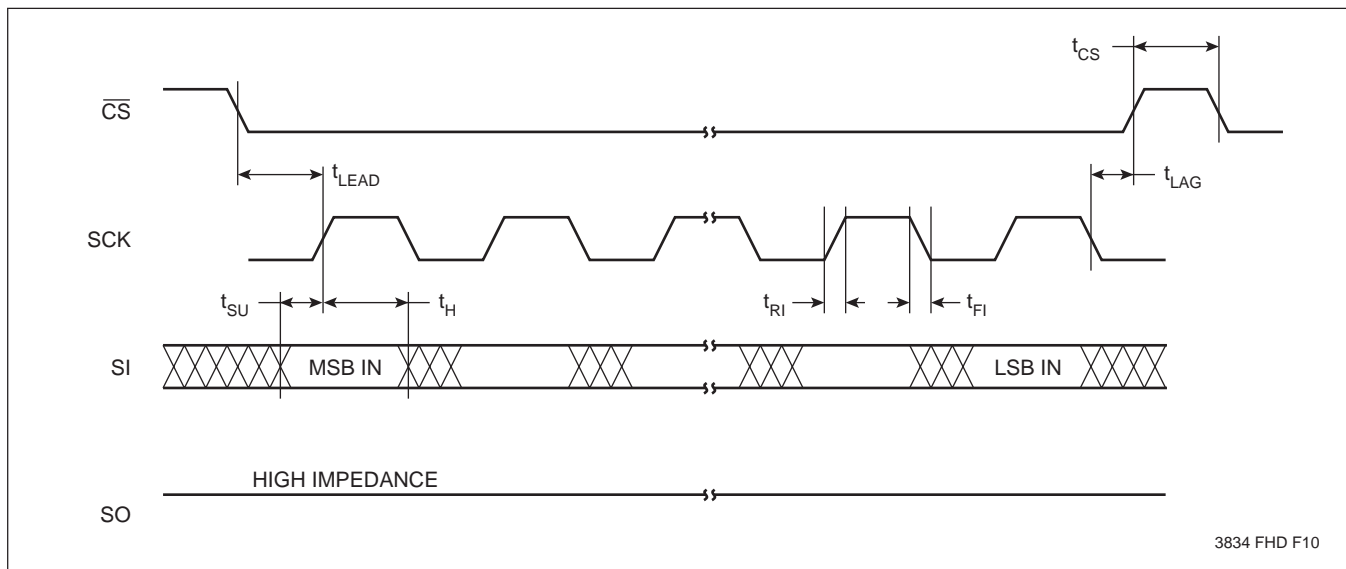 tCS
CS
tLEAD
tLAG
SCK
tSU
tH
tRI
tFI
SI
MSB IN
LSB IN
HIGH IMPEDANCE
SO
3834 FHD F10